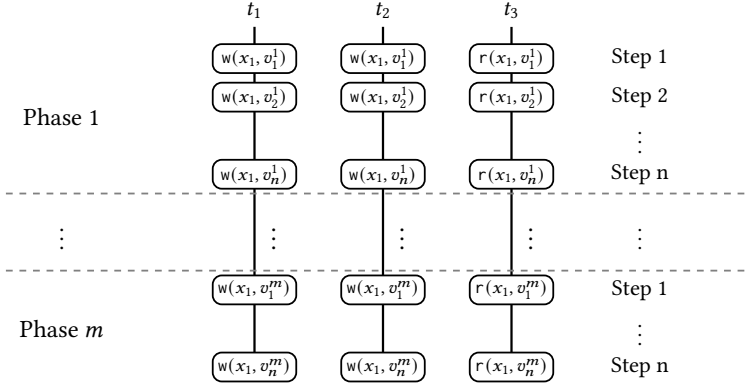 t₁ t₂ t₃
w(x₁, v₁¹) w(x₁, v₁¹) r(x₁, v₁¹) Step 1
w(x₁, v₂¹) w(x₁, v₂¹) r(x₁, v₂¹) Step 2
Phase 1
⋮
w(x₁, vₙ¹) w(x₁, vₙ¹) r(x₁, vₙ¹) Step n
⋮ ⋮ ⋮ ⋮ ⋮
w(x₁, v₁ᵐ) w(x₁, v₁ᵐ) r(x₁, v₁ᵐ) Step 1
Phase m ⋮
w(x₁, vₙᵐ) w(x₁, vₙᵐ) r(x₁, vₙᵐ) Step n